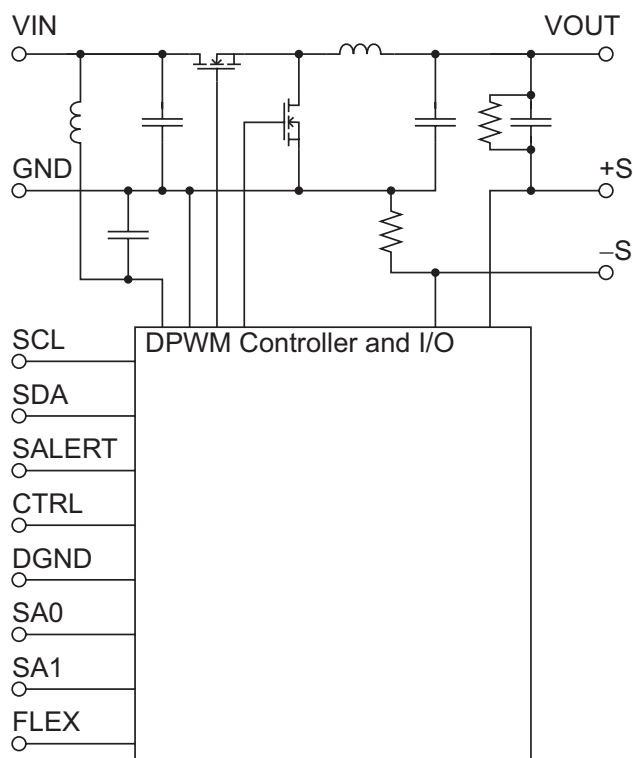 VIN
VOUT
GND
+S
–S
DPWM Controller and I/O
SCL
SDA
SALERT
CTRL
DGND
SA0
SA1
FLEX